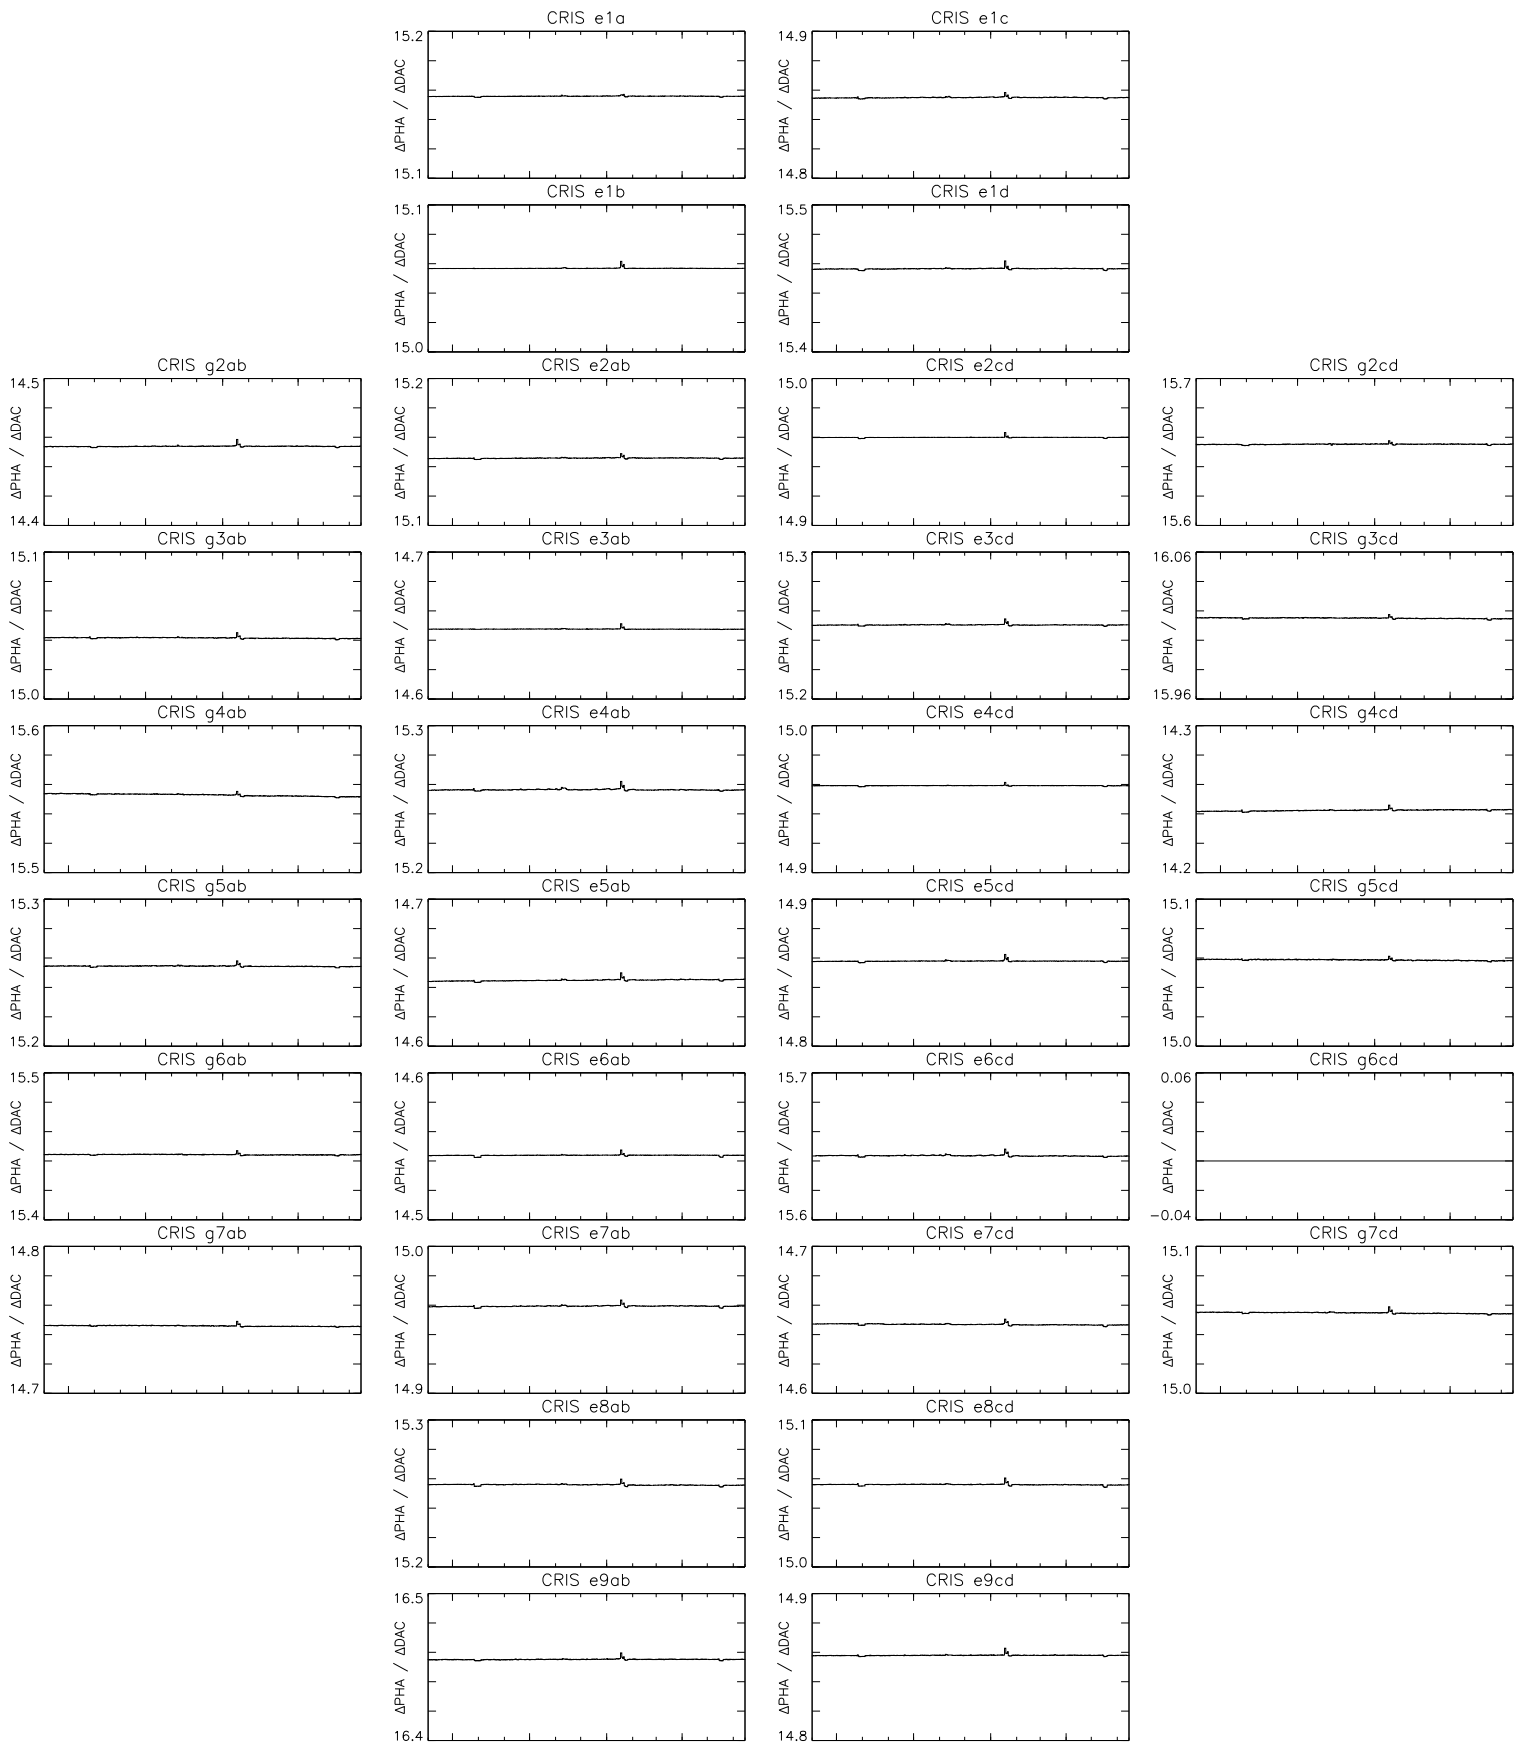 CRIS e1a
15.2
ΔPHA / ΔDAC
15.1
CRIS e1c
14.9
ΔPHA / ΔDAC
14.8
CRIS e1b
15.1
ΔPHA / ΔDAC
15.0
CRIS e1d
15.5
ΔPHA / ΔDAC
15.4
CRIS g2ab
14.5
ΔPHA / ΔDAC
14.4
CRIS e2ab
15.2
ΔPHA / ΔDAC
15.1
CRIS e2cd
15.0
ΔPHA / ΔDAC
14.9
CRIS g2cd
15.7
ΔPHA / ΔDAC
15.6
CRIS g3ab
15.1
ΔPHA / ΔDAC
15.0
CRIS e3ab
14.7
ΔPHA / ΔDAC
14.6
CRIS e3cd
15.3
ΔPHA / ΔDAC
15.2
CRIS g3cd
16.06
ΔPHA / ΔDAC
15.96
CRIS g4ab
15.6
ΔPHA / ΔDAC
15.5
CRIS e4ab
15.3
ΔPHA / ΔDAC
15.2
CRIS e4cd
15.0
ΔPHA / ΔDAC
14.9
CRIS g4cd
14.3
ΔPHA / ΔDAC
14.2
CRIS g5ab
15.3
ΔPHA / ΔDAC
15.2
CRIS e5ab
14.7
ΔPHA / ΔDAC
14.6
CRIS e5cd
14.9
ΔPHA / ΔDAC
14.8
CRIS g5cd
15.1
ΔPHA / ΔDAC
15.0
CRIS g6ab
15.5
ΔPHA / ΔDAC
15.4
CRIS e6ab
14.6
ΔPHA / ΔDAC
14.5
CRIS e6cd
15.7
ΔPHA / ΔDAC
15.6
CRIS g6cd
0.06
ΔPHA / ΔDAC
−0.04
CRIS g7ab
14.8
ΔPHA / ΔDAC
14.7
CRIS e7ab
15.0
ΔPHA / ΔDAC
14.9
CRIS e7cd
14.7
ΔPHA / ΔDAC
14.6
CRIS g7cd
15.1
ΔPHA / ΔDAC
15.0
CRIS e8ab
15.3
ΔPHA / ΔDAC
15.2
CRIS e8cd
15.1
ΔPHA / ΔDAC
15.0
CRIS e9ab
16.5
ΔPHA / ΔDAC
16.4
CRIS e9cd
14.9
ΔPHA / ΔDAC
14.8